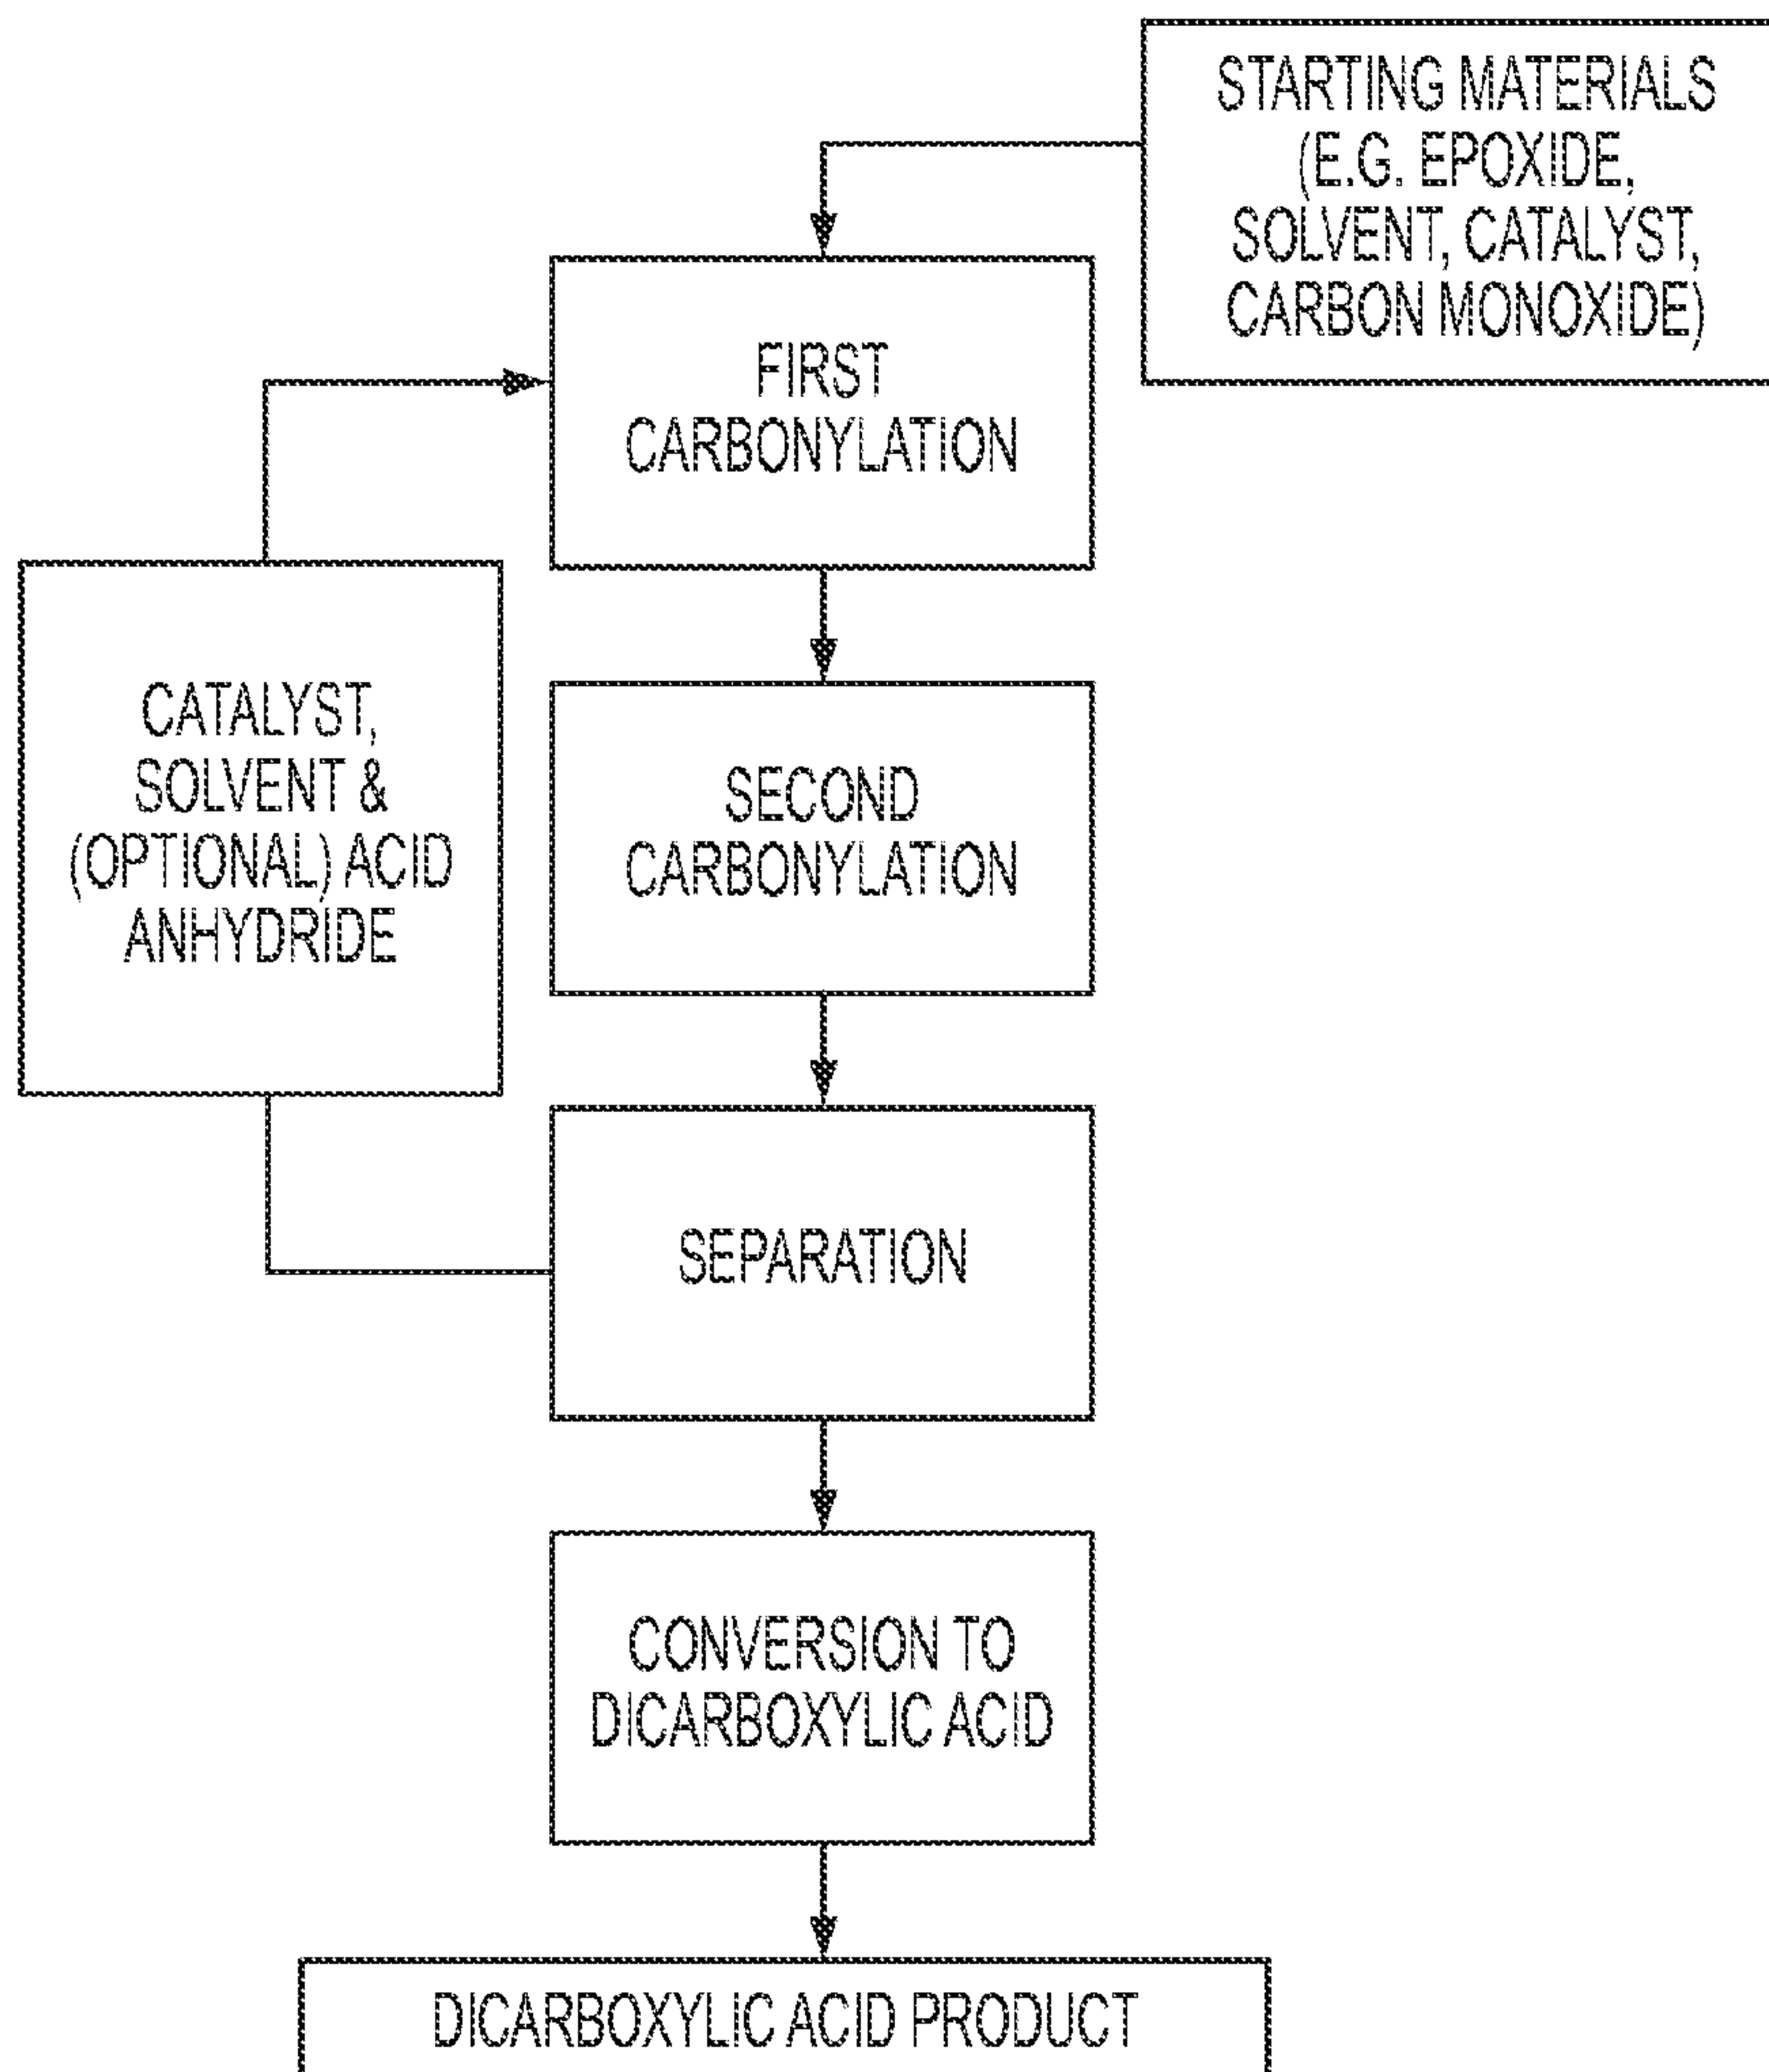 STARTING MATERIALS
(E.G. EPOXIDE,
SOLVENT, CATALYST,
CARBON MONOXIDE)
FIRST
CARBONYLATION
CATALYST,
SOLVENT &
(OPTIONAL) ACID
ANHYDRIDE
SECOND
CARBONYLATION
SEPARATION
CONVERSION TO
DICARBOXYLIC ACID
DICARBOXYLIC ACID PRODUCT